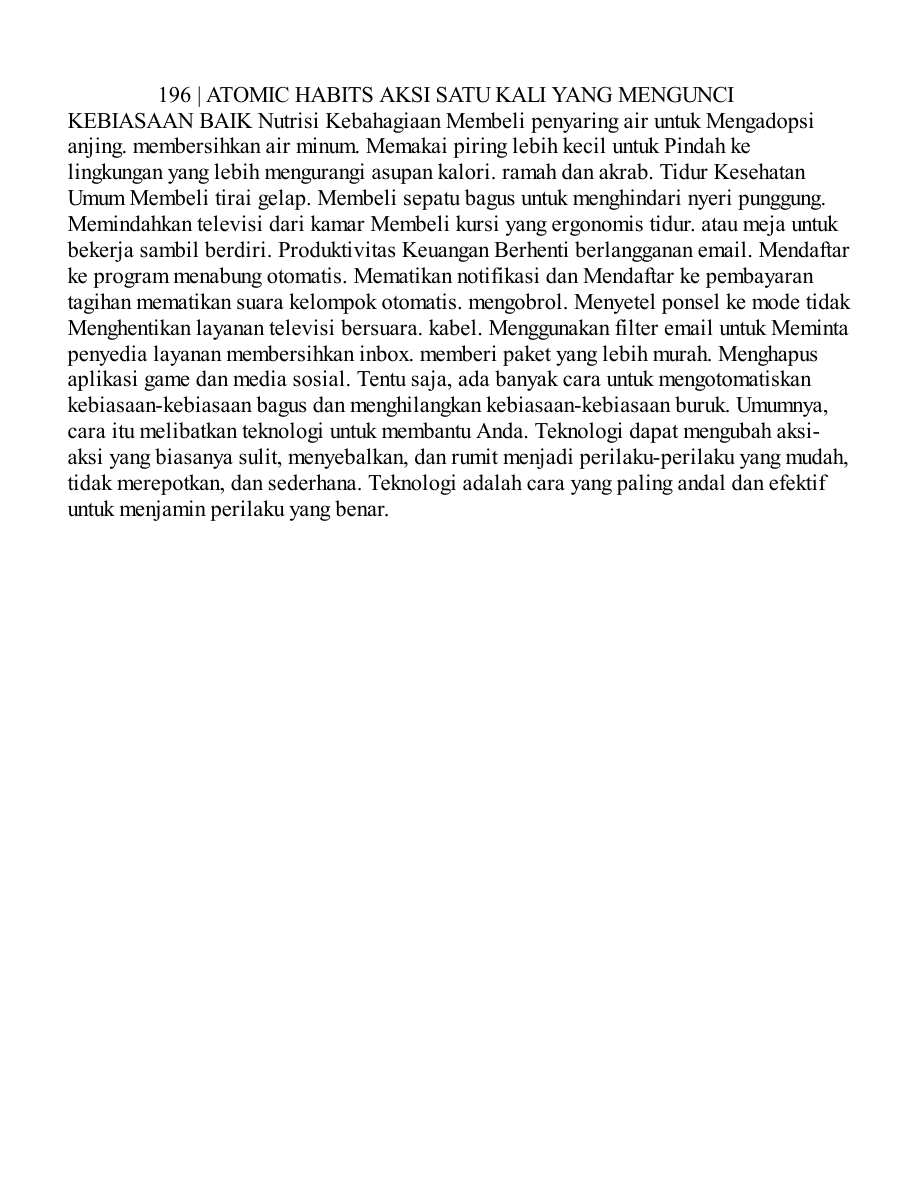 196 | ATOMIC HABITS AKSI SATU KALI YANG MENGUNCI
KEBIASAAN BAIK Nutrisi Kebahagiaan Membeli penyaring air untuk Mengadopsi
anjing. membersihkan air minum. Memakai piring lebih kecil untuk Pindah ke
lingkungan yang lebih mengurangi asupan kalori. ramah dan akrab. Tidur Kesehatan
Umum Membeli tirai gelap. Membeli sepatu bagus untuk menghindari nyeri punggung.
Memindahkan televisi dari kamar Membeli kursi yang ergonomis tidur. atau meja untuk
bekerja sambil berdiri. Produktivitas Keuangan Berhenti berlangganan email. Mendaftar
ke program menabung otomatis. Mematikan notifikasi dan Mendaftar ke pembayaran
tagihan mematikan suara kelompok otomatis. mengobrol. Menyetel ponsel ke mode tidak
Menghentikan layanan televisi bersuara. kabel. Menggunakan filter email untuk Meminta
penyedia layanan membersihkan inbox. memberi paket yang lebih murah. Menghapus
aplikasi game dan media sosial. Tentu saja, ada banyak cara untuk mengotomatiskan
kebiasaan-kebiasaan bagus dan menghilangkan kebiasaan-kebiasaan buruk. Umumnya,
cara itu melibatkan teknologi untuk membantu Anda. Teknologi dapat mengubah aksi-
aksi yang biasanya sulit, menyebalkan, dan rumit menjadi perilaku-perilaku yang mudah,
tidak merepotkan, dan sederhana. Teknologi adalah cara yang paling andal dan efektif
untuk menjamin perilaku yang benar.